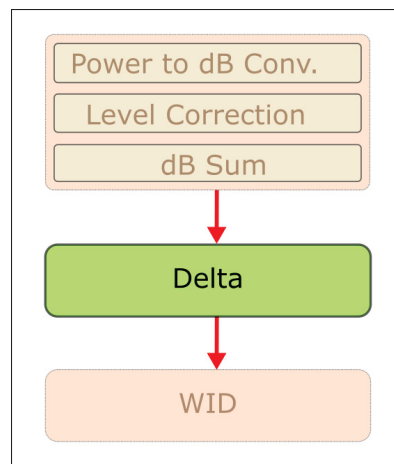 Power to dB Conv.
Level Correction
dB Sum
Delta
WID